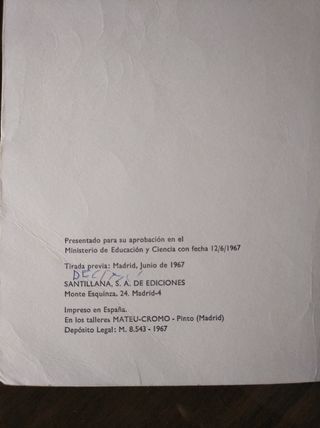 Presentado para su aprobación en el
Ministerio de Educación y Ciencia con fecha 12/6/1967
Tirada previa: Madrid, Junio de 1967
SANTILLANA, S. A. DE EDICIONES
Monte Esquinza, 24. Madrid-4
Impreso en España.
En los talleres MATEU-CROMO - Pinto (Madrid)
Depósito Legal: M. 8.543 - 1967